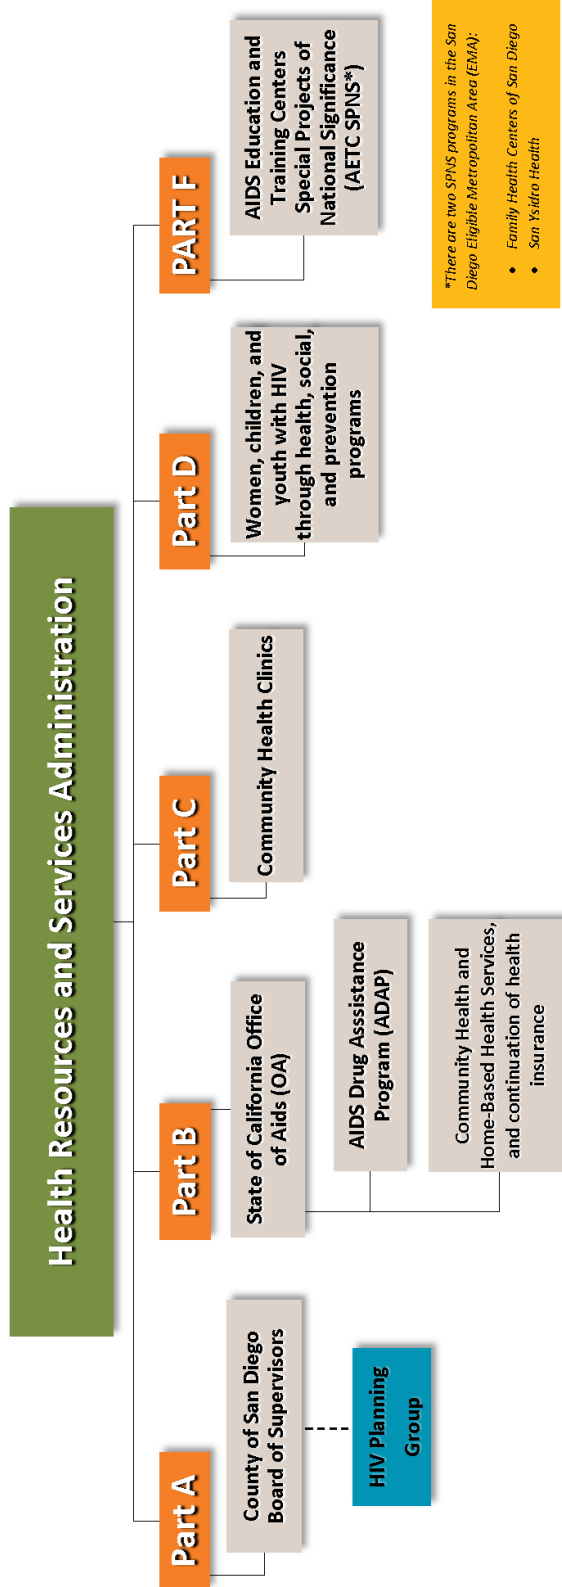 Health Resources and Services Administration
Part A
County of San Diego
Board of Supervisors
HIV Planning
Group
Part B
State of California Office
of Aids (OA)
AIDS Drug Asssistance
Program (ADAP)
Community Health and
Home-Based Health Services,
and continuation of health
insurance
Part C
Community Health Clinics
Part D
Women, children, and
youth with HIV
through health, social,
and prevention
programs
PART F
AIDS Education and
Training Centers
Special Projects of
National Significance
(AETC SPNS*)
*There are two SPNS programs in the San
Diego Eligible Metropolitan Area (EMA):
• Family Health Centers of San Diego
• San Ysidro Health